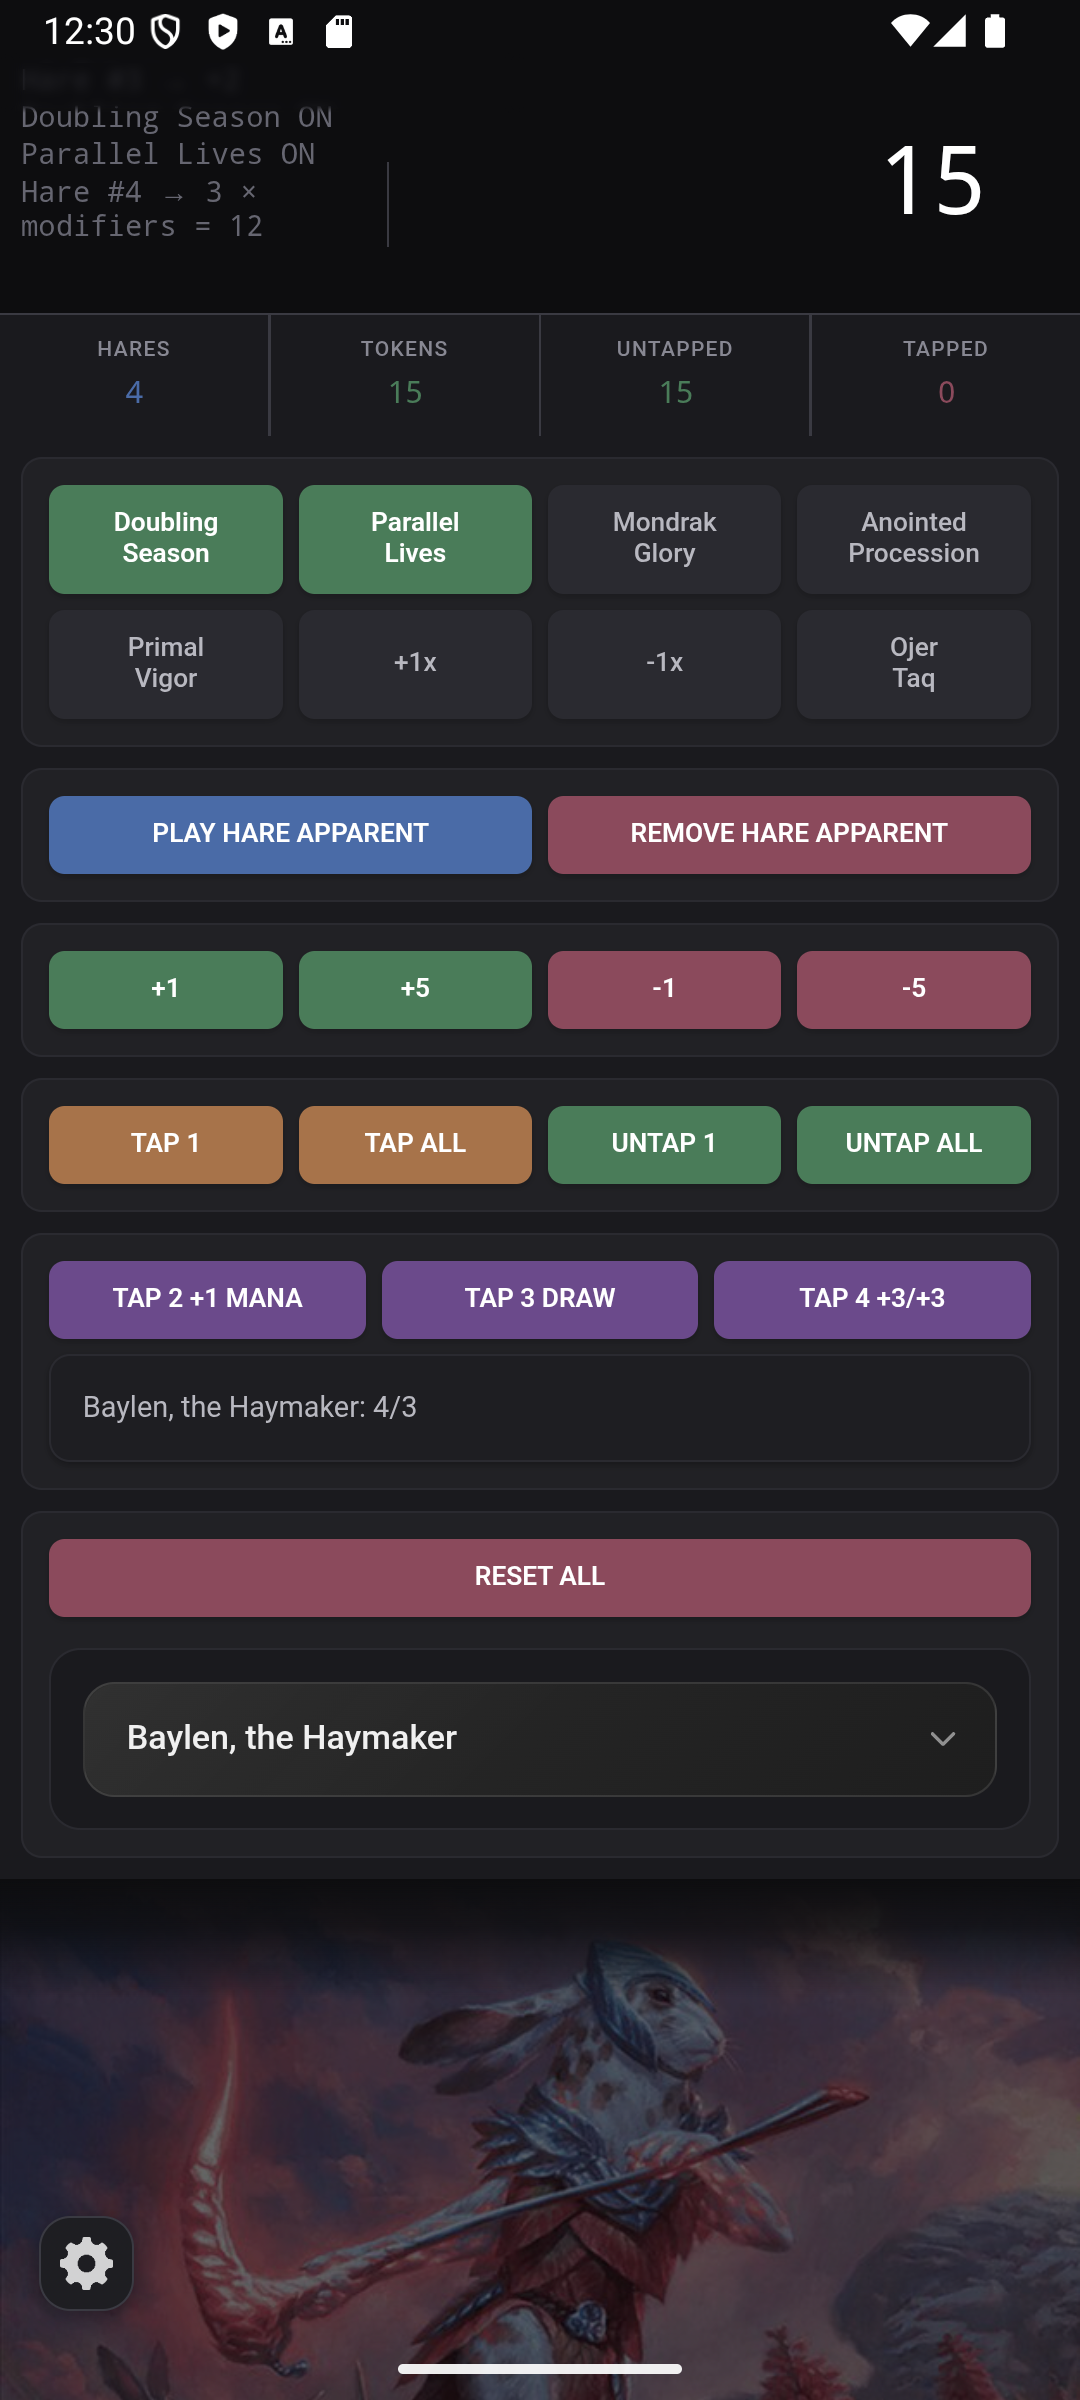 12:30
Hare #3 → +2
Doubling Season ON
Parallel Lives ON
Hare #4 → 3 ×
modifiers = 12
15
HARES
4
TOKENS
15
UNTAPPED
15
TAPPED
0
Doubling
Season
Parallel
Lives
Mondrak
Glory
Anointed
Procession
Primal
Vigor
+1x
-1x
Ojer
Taq
PLAY HARE APPARENT
REMOVE HARE APPARENT
+1
+5
-1
-5
TAP 1
TAP ALL
UNTAP 1
UNTAP ALL
TAP 2 +1 MANA
TAP 3 DRAW
TAP 4 +3/+3
Baylen, the Haymaker: 4/3
RESET ALL
Baylen, the Haymaker